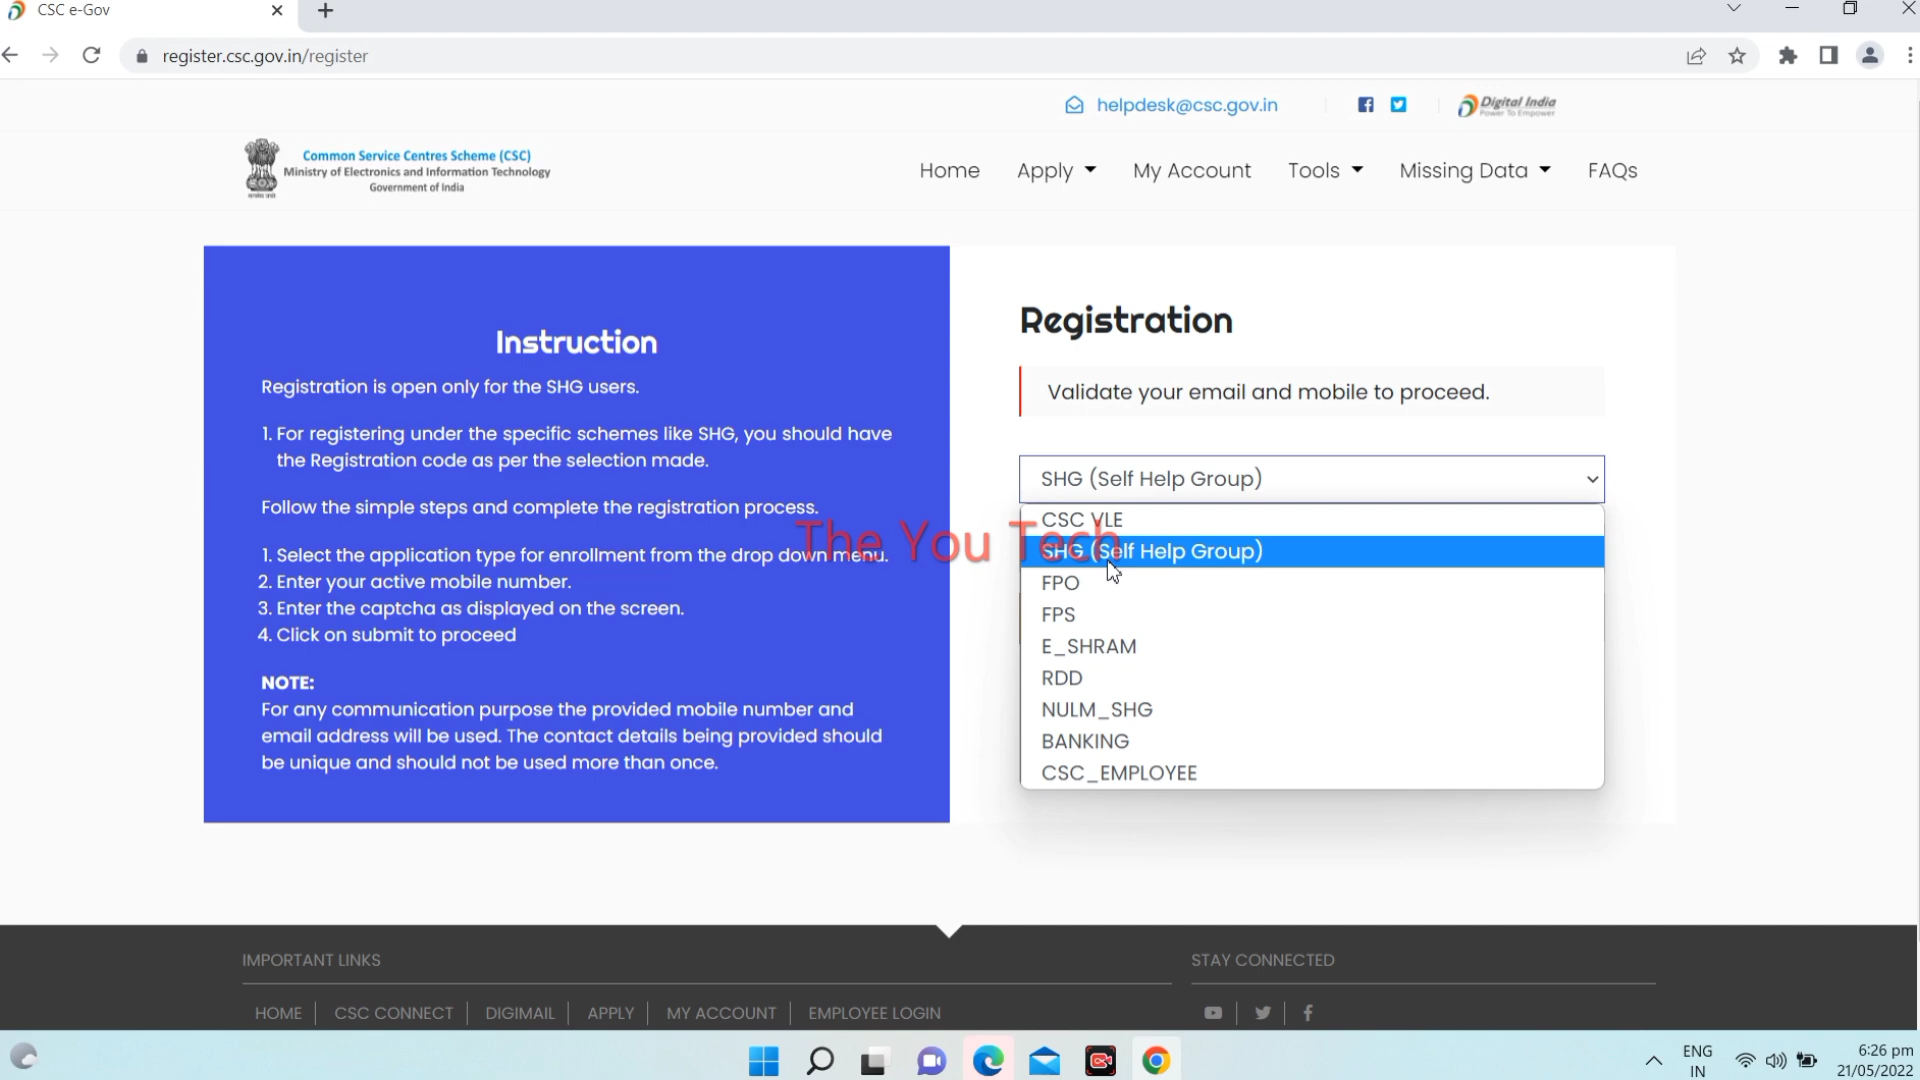 CSC e-Gov
register.csc.gov.in/register
helpdesk@csc.gov.in
Digital India
Power To Empower
Common Service Centres Scheme (CSC)
Ministry of Electronics and Information Technology
Government of India
Home Apply My Account Tools Missing Data FAQs
Instruction
Registration is open only for the SHG users.
1. For registering under the specific schemes like SHG, you should have
the Registration code as per the selection made.
Follow the simple steps and complete the registration process.
1. Select the application type for enrollment from the drop down menu.
2. Enter your active mobile number.
3. Enter the captcha as displayed on the screen.
4. Click on submit to proceed
NOTE:
For any communication purpose the provided mobile number and
email address will be used. The contact details being provided should
be unique and should not be used more than once.
Registration
Validate your email and mobile to proceed.
SHG (Self Help Group)
CSC VLE
SHG (Self Help Group)
FPO
FPS
E_SHRAM
RDD
NULM_SHG
BANKING
CSC_EMPLOYEE
The You Tech
IMPORTANT LINKS
HOME CSC CONNECT DIGIMAIL APPLY MY ACCOUNT EMPLOYEE LOGIN
STAY CONNECTED
ENG
IN
6:26 pm
21/05/2022